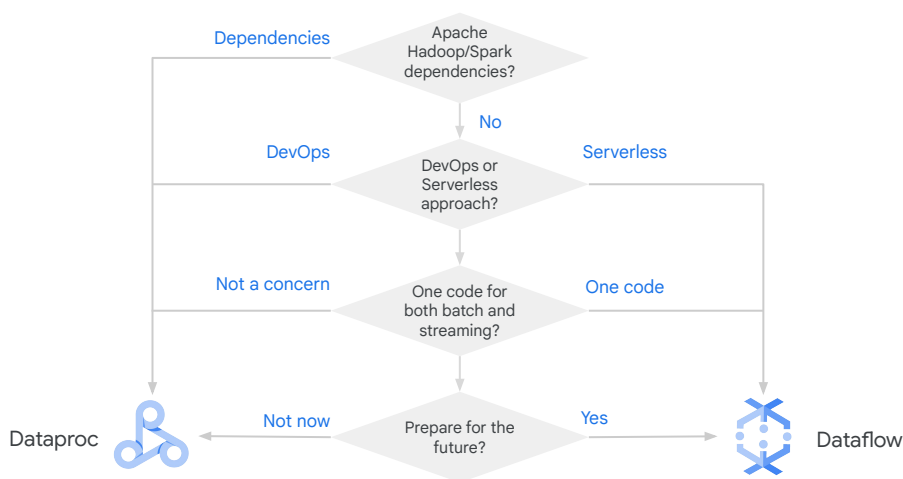 Dependencies
Apache
Hadoop/Spark
dependencies?
No
DevOps
DevOps or
Serverless
approach?
Serverless
Not a concern
One code for
both batch and
streaming?
One code
Dataproc
Not now
Prepare for the
future?
Yes
Dataflow